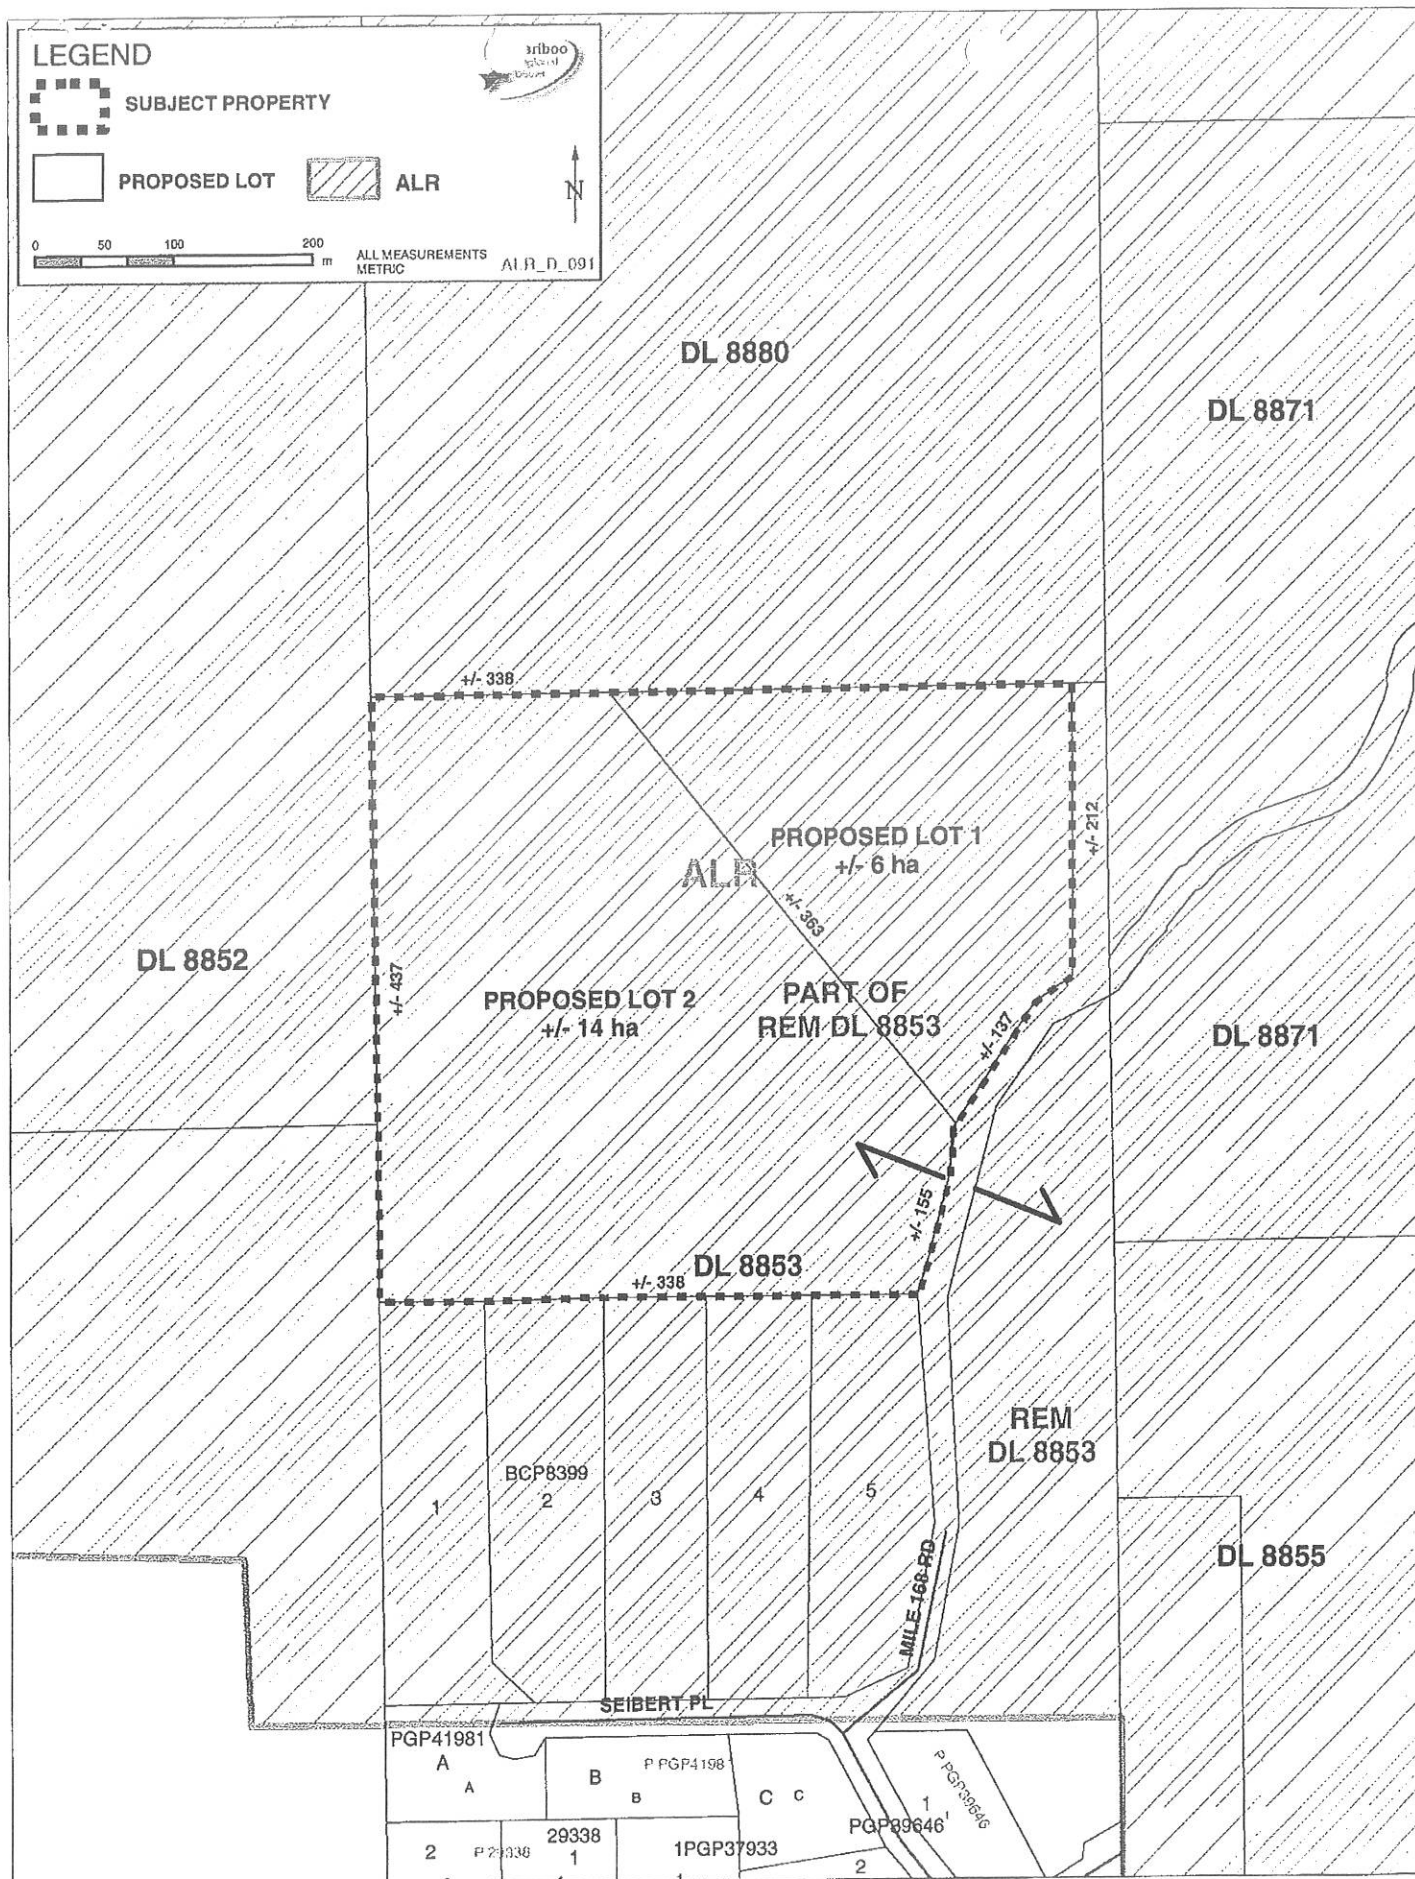 LEGEND
SUBJECT PROPERTY
PROPOSED LOT
ALR
N
0 50 100 200
m
ALL MEASUREMENTS
METRIC
ALR_D_091
DL 8880
DL 8871
+/- 338
+/- 212
PROPOSED LOT 1
+/- 6 ha
ALR
+/- 363
DL 8852
+/- 437
PROPOSED LOT 2
+/- 14 ha
PART OF
REM DL 8853
+/- 137
DL 8871
+/- 155
DL 8853
+/- 338
REM
DL 8853
BCP8399
1
2
3
4
5
DL 8855
MILE 168 RD
SEIBERT PL
PGP41981
A
A
B
B
P PGP4198
C C
P PGP39646
1
PGP39646
2
2
P 29338
29338
1
1PGP37933